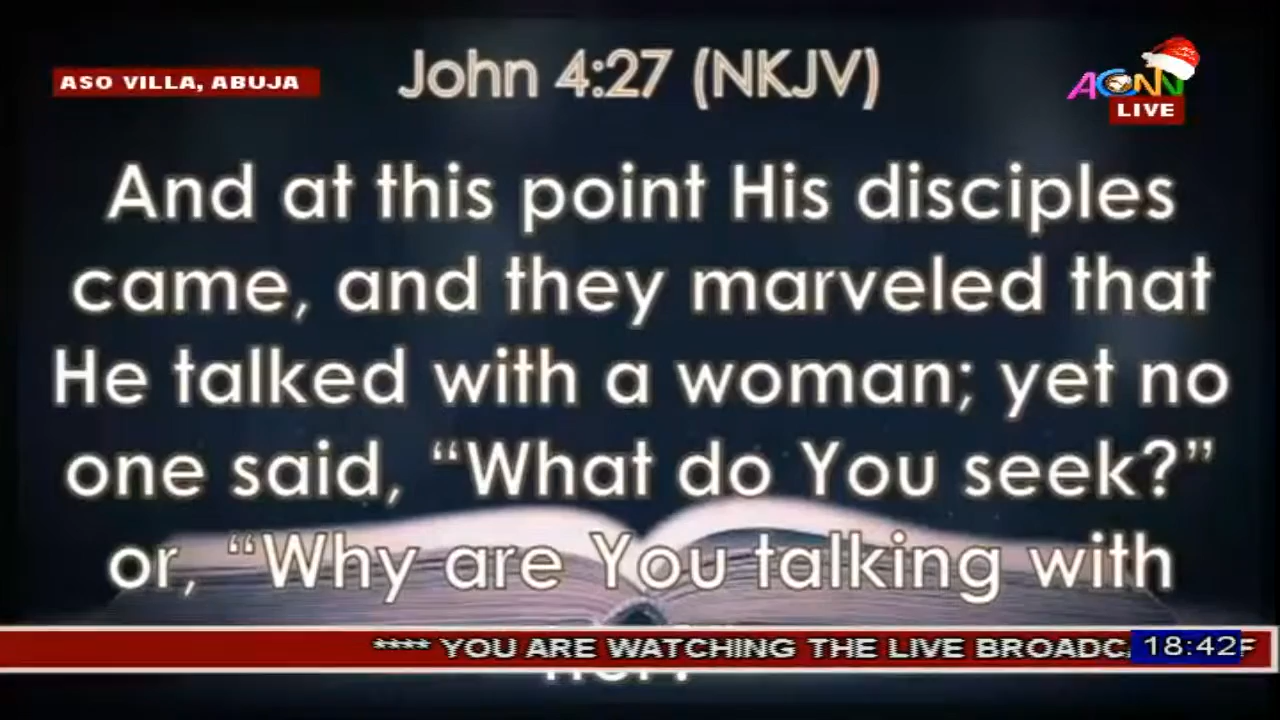 John 4:27 (NKJV)
ASO VILLA, ABUJA
ACNN
LIVE
And at this point His disciples
came, and they marveled that
He talked with a woman; yet no
one said, “What do You seek?”
or, “Why are You talking with
**** YOU ARE WATCHING THE LIVE
18:42